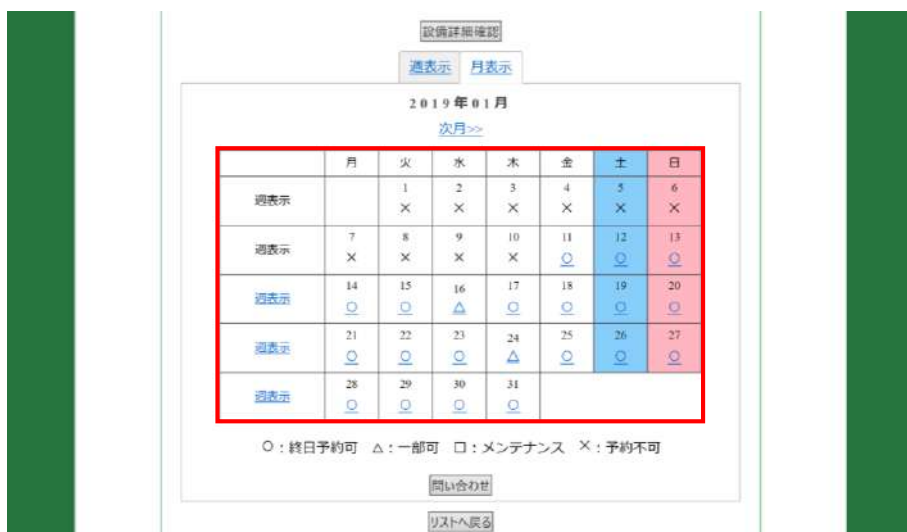 設備詳細確認
週表示 月表示
2019年01月
次月>>
月 火 水 木 金 土 日
週表示 1 2 3 4 5 6
× × × × × ×
週表示 7 8 9 10 11 12 13
× × × × ○ ○ ○
週表示 14 15 16 17 18 19 20
○ ○ △ ○ ○ ○ ○
週表示 21 22 23 24 25 26 27
○ ○ ○ △ ○ ○ ○
週表示 28 29 30 31
○ ○ ○ ○
○：終日予約可 △：一部可 □：メンテナンス ×：予約不可
問い合わせ
リストへ戻る